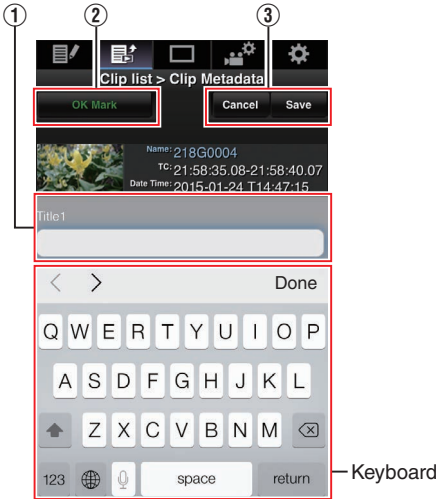 ① ② ③
Clip list > Clip Metadata
OK Mark Cancel Save
Name: 218G0004
TC: 21:58:35.08-21:58:40.07
Date Time: 2015-01-24 T14:47:15
Title1
Done
Q W E R T Y U I O P
A S D F G H J K L
Z X C V B N M
123 space return
Keyboard